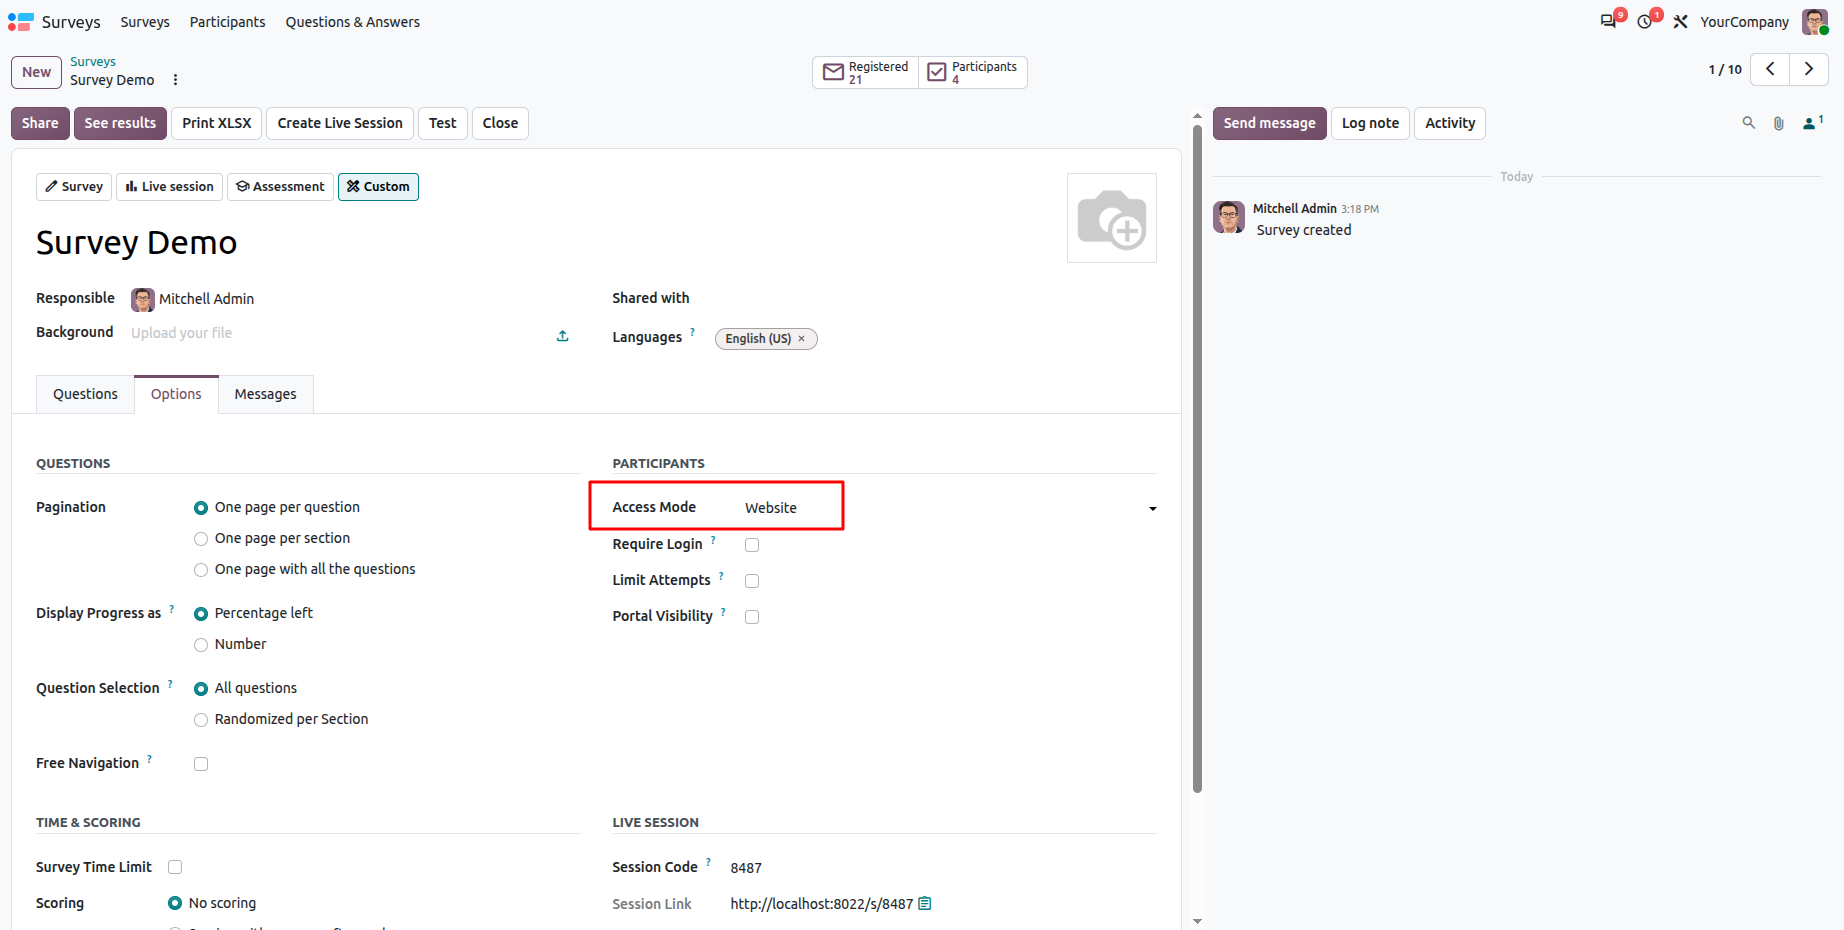 Surveys Surveys Participants Questions & Answers 9 1 YourCompany
New Surveys
Survey Demo
Registered 21
Participants 4
1 / 10
Share See results Print XLSX Create Live Session Test Close
Send message Log note Activity 1
Survey Live session Assessment Custom
Today
Mitchell Admin 3:18 PM
Survey created
Survey Demo
Responsible Mitchell Admin
Shared with
Background Upload your file
Languages ? English (US) ×
Questions Options Messages
QUESTIONS
Pagination One page per question
One page per section
One page with all the questions
Display Progress as ? Percentage left
Number
Question Selection ? All questions
Randomized per Section
Free Navigation ?
PARTICIPANTS
Access Mode Website
Require Login ?
Limit Attempts ?
Portal Visibility ?
TIME & SCORING
Survey Time Limit
Scoring No scoring
LIVE SESSION
Session Code ? 8487
Session Link http://localhost:8022/s/8487